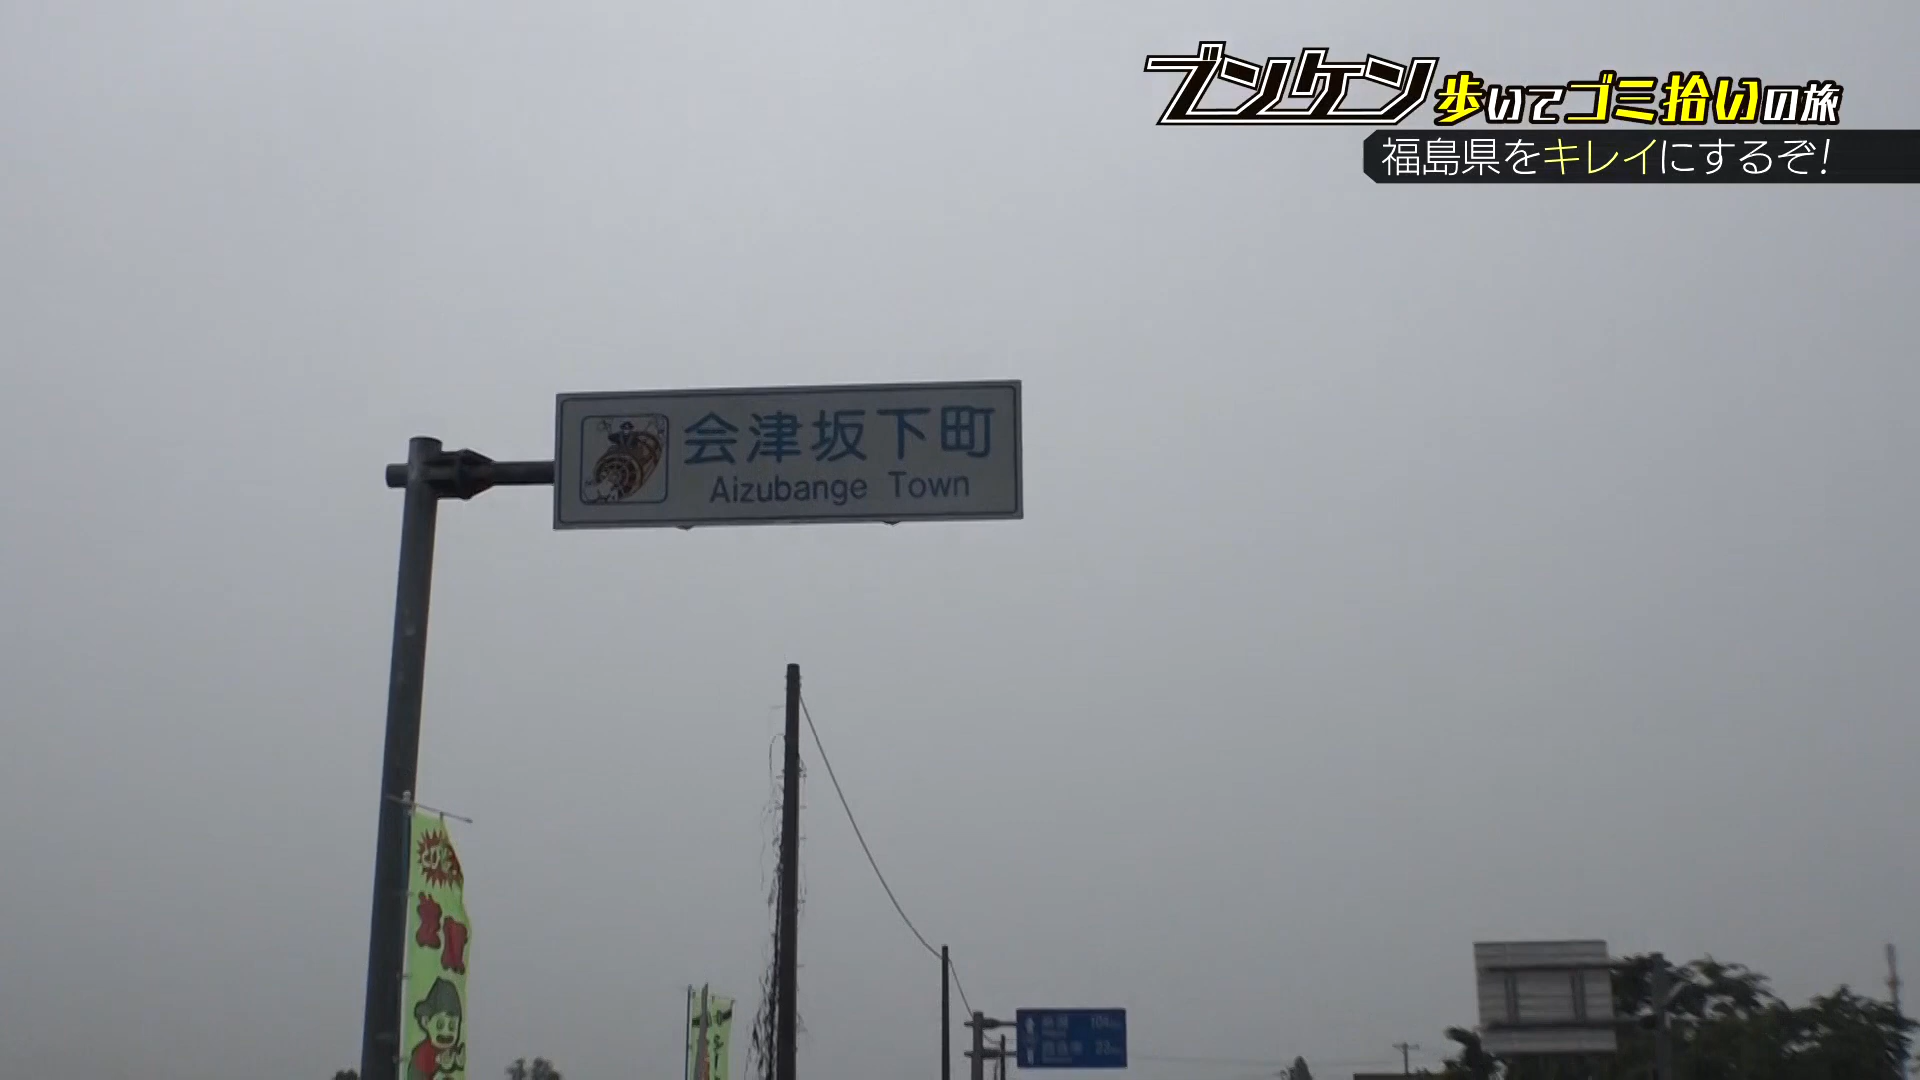 ブンケン歩いてゴミ拾いの旅
福島県をキレイにするぞ!
会津坂下町
Aizubange Town
104